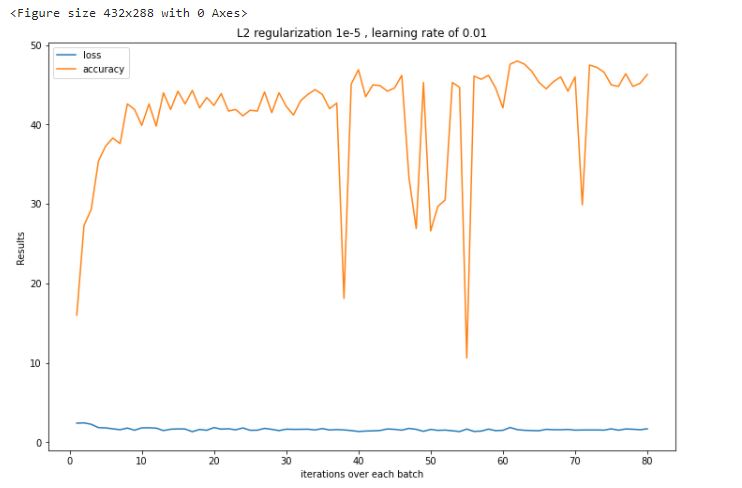 <Figure size 432x288 with 0 Axes>
L2 regularization 1e-5 , learning rate of 0.01
loss
accuracy
50
40
30
20
10
0
Results
0 10 20 30 40 50 60 70 80
iterations over each batch